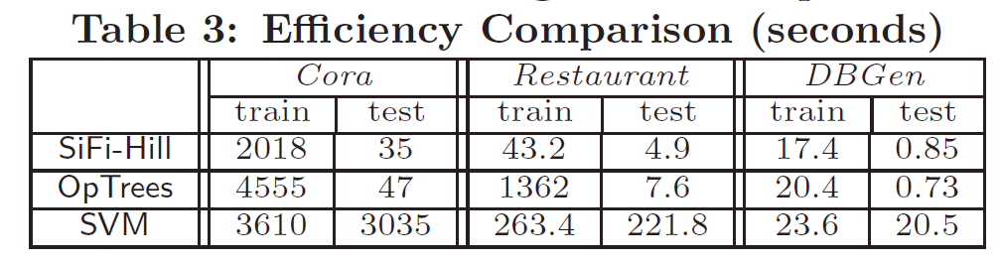 Table 3: Efficiency Comparison (seconds)
Cora Restaurant DBGen
train test train test train test
SiFi-Hill 2018 35 43.2 4.9 17.4 0.85
OpTrees 4555 47 1362 7.6 20.4 0.73
SVM 3610 3035 263.4 221.8 23.6 20.5